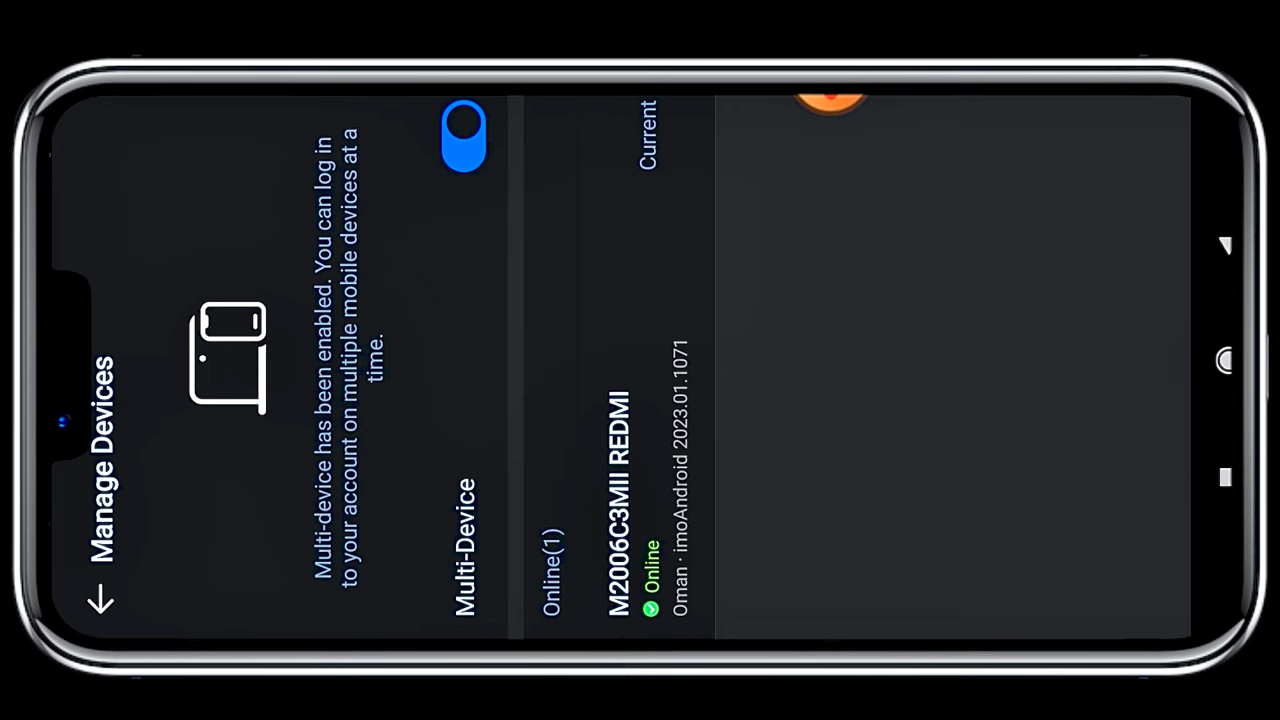 Manage Devices
Multi-device has been enabled. You can log in
to your account on multiple mobile devices at a
time.
Multi-Device
Online(1)
M2006C3MII REDMI
Online
Current
Oman · imoAndroid 2023.01.1071